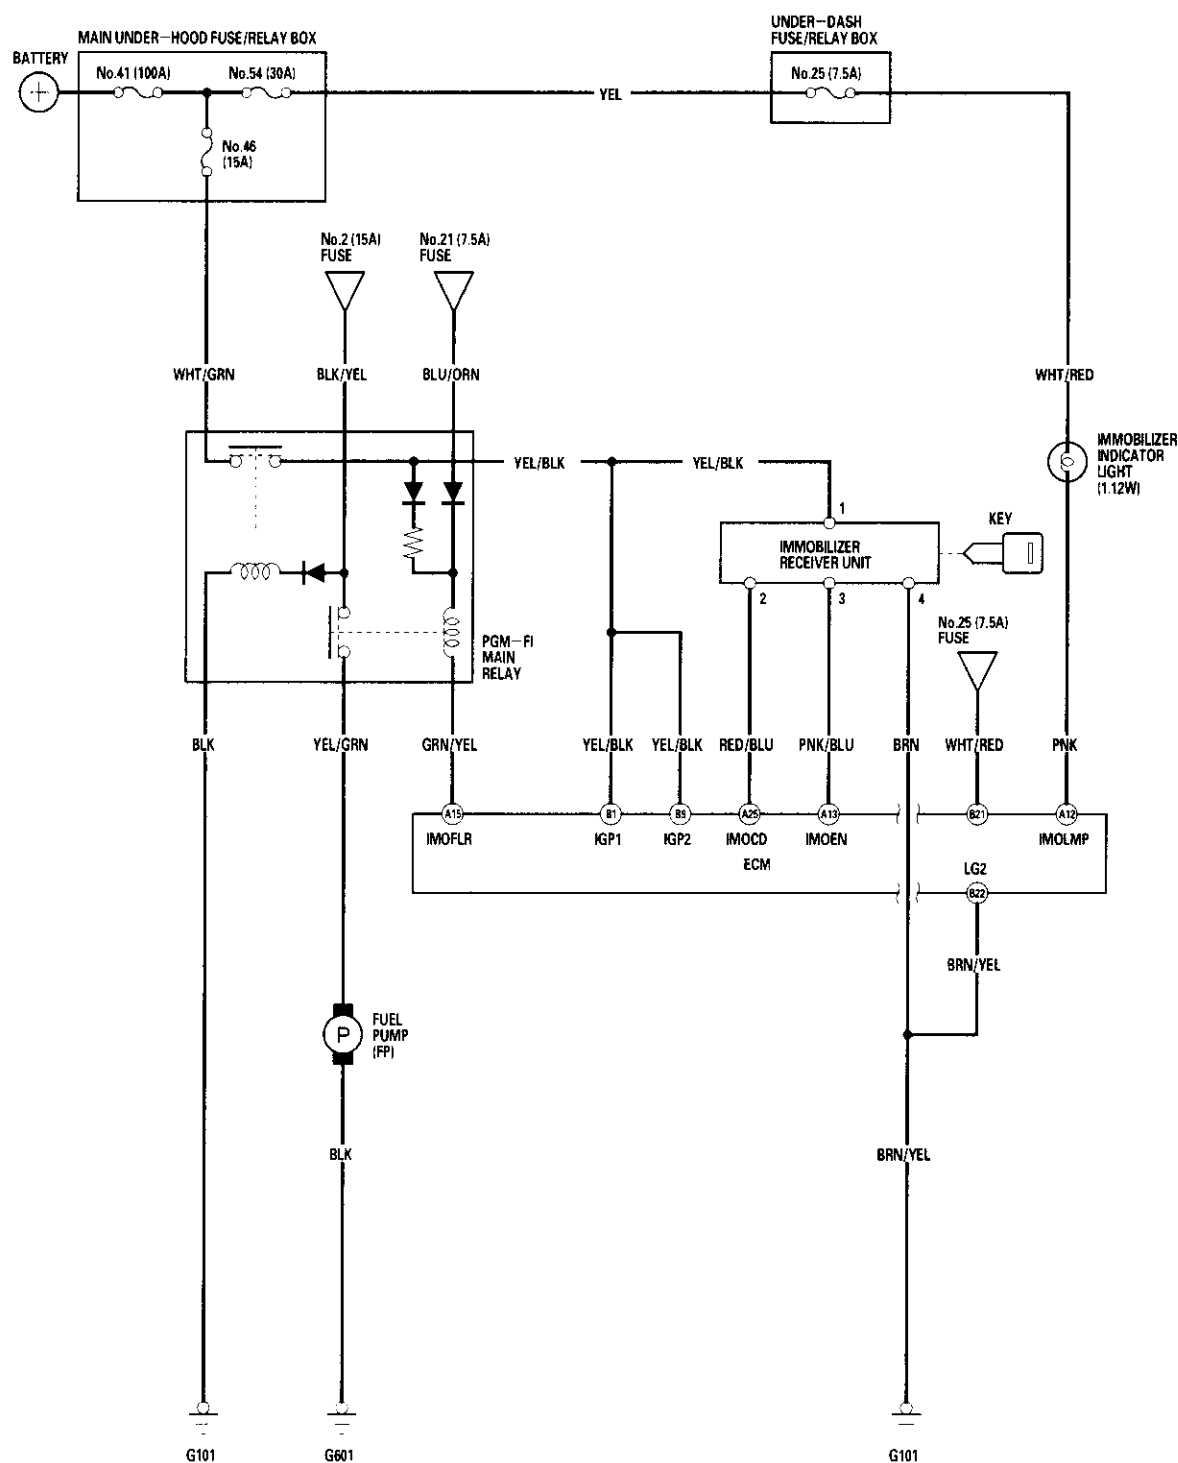 MAIN UNDER-HOOD FUSE/RELAY BOX
UNDER-DASH
FUSE/RELAY BOX
BATTERY
No.41 (100A)
No.54 (30A)
No.25 (7.5A)
YEL
No.46
(15A)
No.2 (15A)
FUSE
No.21 (7.5A)
FUSE
WHT/GRN
BLK/YEL
BLU/ORN
WHT/RED
YEL/BLK
YEL/BLK
IMMOBILIZER
INDICATOR
LIGHT
(1.12W)
1
KEY
IMMOBILIZER
RECEIVER UNIT
2
3
4
No.25 (7.5A)
FUSE
PGM-FI
MAIN
RELAY
BLK
YEL/GRN
GRN/YEL
YEL/BLK
YEL/BLK
RED/BLU
PNK/BLU
BRN
WHT/RED
PNK
A15
B1
B9
A25
A13
B21
A12
IMOFLR
IGP1
IGP2
IMOCD
IMOEN
IMOLMP
ECM
LG2
B22
BRN/YEL
P
FUEL
PUMP
(FP)
BLK
BRN/YEL
G101
G601
G101